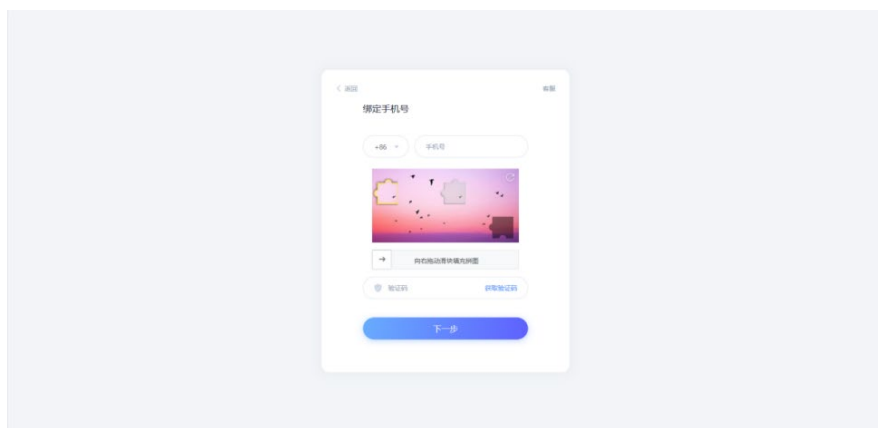 返回 客服
绑定手机号
+86 手机号
向右拖动滑块填充拼图
验证码 获取验证码
下一步